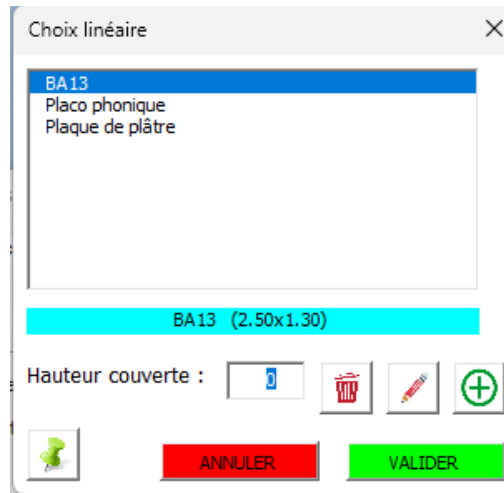 Choix linéaire
BA13
Placo phonique
Plaque de plâtre
BA13 (2.50x1.30)
Hauteur couverte : 0
ANNULER VALIDER